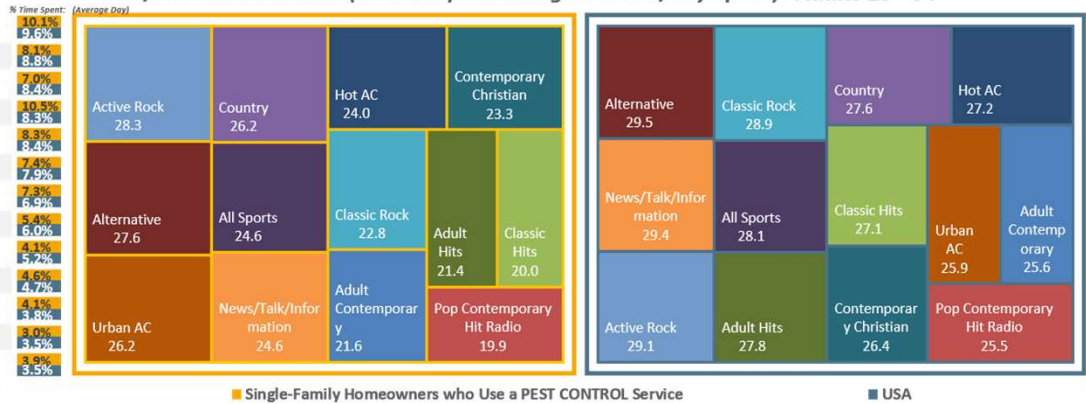 % Time Spent: (Average Day)
10.1%
9.6%
8.1%
8.8%
7.0%
8.4%
10.5%
8.3%
8.3%
8.4%
7.4%
7.9%
7.3%
6.9%
5.4%
6.0%
4.1%
5.2%
4.6%
4.7%
4.1%
3.8%
3.0%
3.5%
3.9%
3.5%
Active Rock
28.3
Country
26.2
Hot AC
24.0
Contemporary
Christian
23.3
Alternative
27.6
All Sports
24.6
Classic Rock
22.8
Adult
Hits
21.4
Classic
Hits
20.0
Urban AC
26.2
News/Talk/Infor
mation
24.6
Adult
Contemporar
y
21.6
Pop Contemporary
Hit Radio
19.9
Alternative
29.5
Classic Rock
28.9
Country
27.6
Hot AC
27.2
News/Talk/Infor
mation
29.4
All Sports
28.1
Classic Hits
27.1
Urban
AC
25.9
Adult
Contemp
orary
25.6
Active Rock
29.1
Adult Hits
27.8
Contemporar
y Christian
26.4
Pop Contemporary
Hit Radio
25.5
Single-Family Homeowners who Use a PEST CONTROL Service
USA